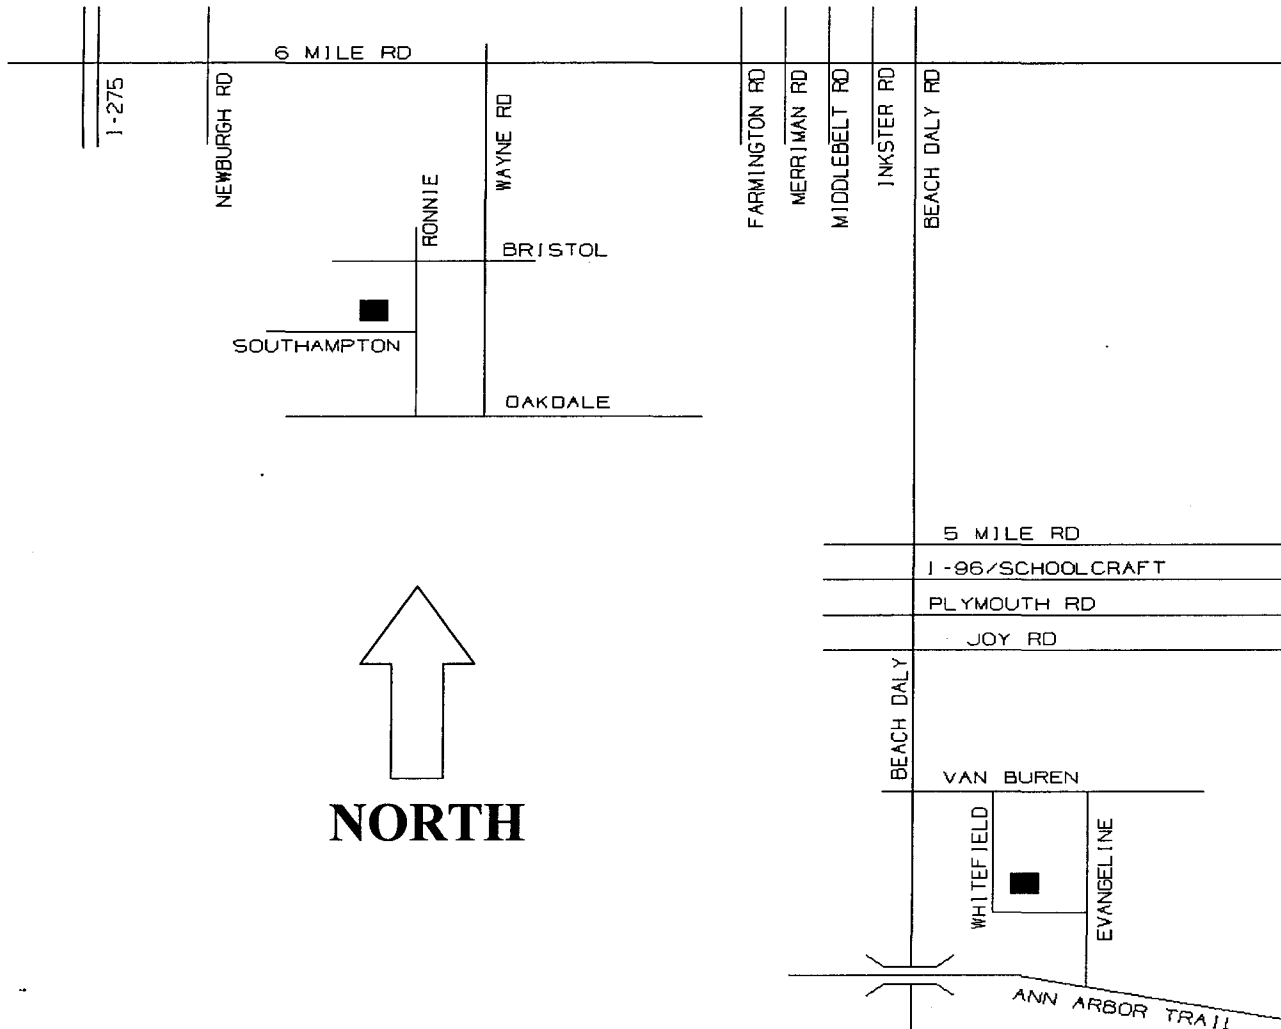 6 MILE RD
I-275
NEWBURGH RD
WAYNE RD
FARMINGTON RD
MERRIMAN RD
MIDDLEBELT RD
INKSTER RD
BEACH DALY RD
RONNIE
BRISTOL
SOUTHAMPTON
OAKDALE
5 MILE RD
I-96/SCHOOLCRAFT
PLYMOUTH RD
JOY RD
BEACH DALY
VAN BUREN
NORTH
WHITEFIELD
EVANGELINE
ANN ARBOR TRAIL